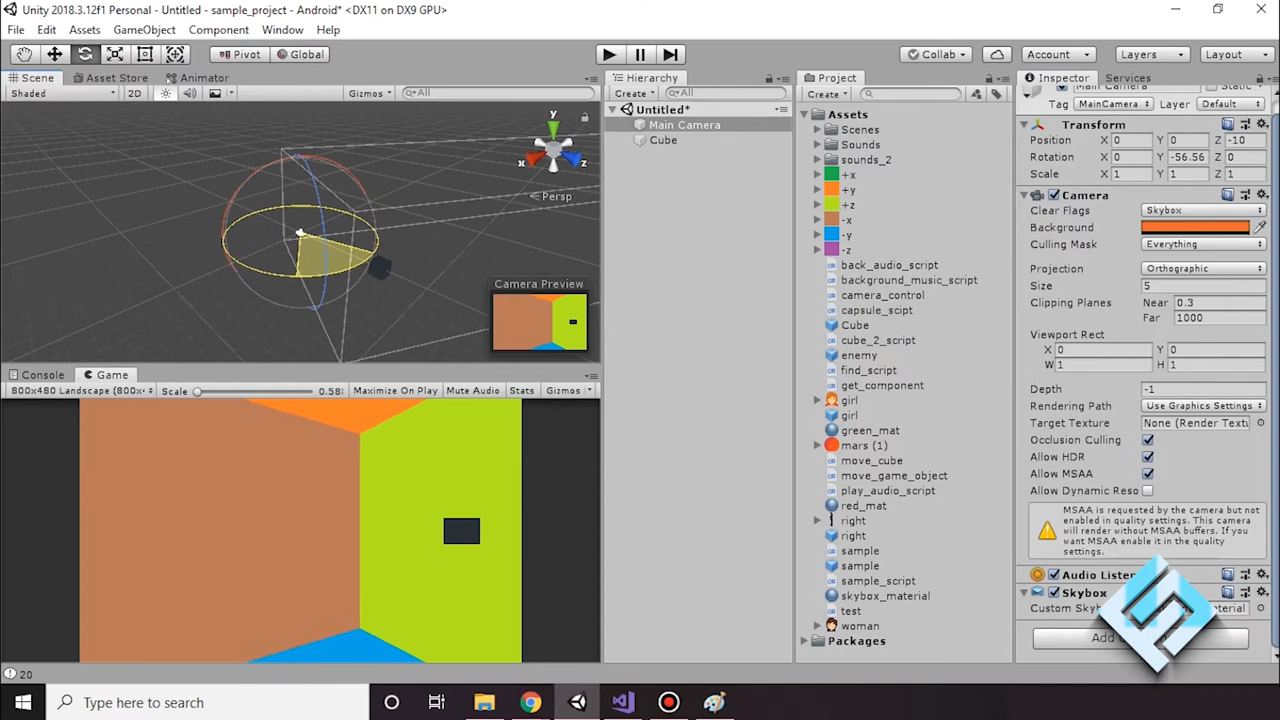 Unity 2018.3.12f1 Personal - Untitled - sample_project - Android* <DX11 on DX9 GPU>
File Edit Assets GameObject Component Window Help
Pivot Global Collab Account Layers Layout
Scene Asset Store Animator
Shaded 2D Gizmos All
y
x
z
Persp
Camera Preview
Console Game
800x480 Landscape (800x Scale 0.58 Maximize On Play Mute Audio Stats Gizmos
Hierarchy
Create All
Untitled*
Main Camera
Cube
Project
Create
Assets
Scenes
Sounds
sounds_2
+x
+y
+z
-x
-y
-z
back_audio_script
background_music_script
camera_control
capsule_scipt
Cube
cube_2_script
enemy
find_script
get_component
girl
girl
green_mat
mars (1)
move_cube
move_game_object
play_audio_script
red_mat
right
right
sample
sample
sample_script
skybox_material
test
woman
Packages
Inspector Services
Main Camera Static
Tag MainCamera Layer Default
Transform
Position X 0 Y 0 Z -10
Rotation X 0 Y -56.56 Z 0
Scale X 1 Y 1 Z 1
Camera
Clear Flags Skybox
Background
Culling Mask Everything
Projection Orthographic
Size 5
Clipping Planes Near 0.3
Far 1000
Viewport Rect
X 0 Y 0
W 1 H 1
Depth -1
Rendering Path Use Graphics Settings
Target Texture None (Render Textu
Occlusion Culling
Allow HDR
Allow MSAA
Allow Dynamic Reso
MSAA is requested by the camera but not
enabled in quality settings. This camera
will render without MSAA buffers. If you
want MSAA enable it in the quality
settings.
Audio Listen
Skybox
Custom Skyb
Add
20
Type here to search